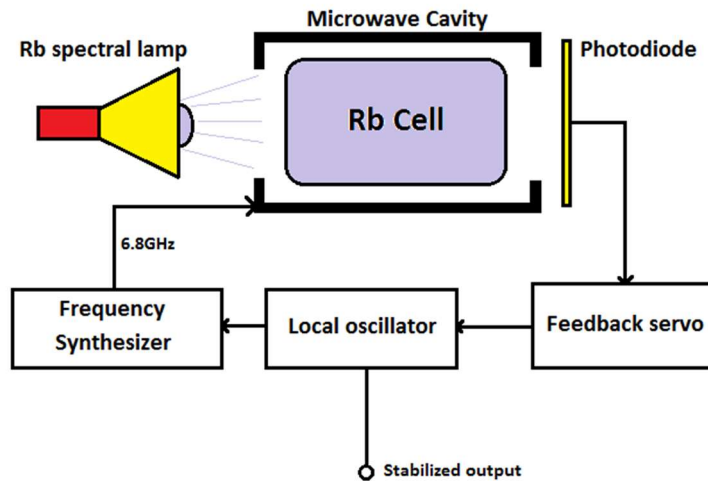 Microwave Cavity
Rb spectral lamp
Photodiode
Rb Cell
6.8GHz
Frequency
Synthesizer
Local oscillator
Feedback servo
Stabilized output